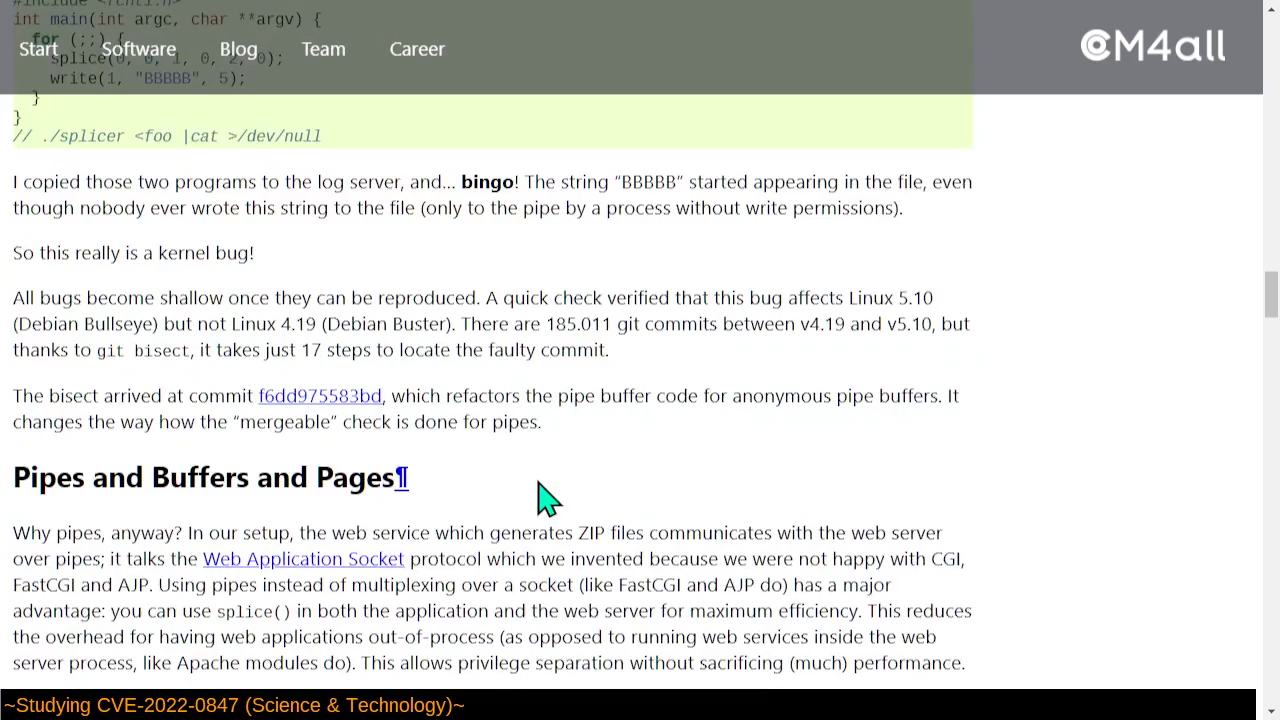 #include <fcntl.h>
int main(int argc, char **argv) {
for (;;) {
Start Software Blog Team Career
CM4all
splice(0, 0, 1, 0, 2, 0);
write(1, "BBBBB", 5);
}
}
// ./splicer <foo |cat >/dev/null
I copied those two programs to the log server, and… bingo! The string “BBBBB” started appearing in the file, even
though nobody ever wrote this string to the file (only to the pipe by a process without write permissions).
So this really is a kernel bug!
All bugs become shallow once they can be reproduced. A quick check verified that this bug affects Linux 5.10
(Debian Bullseye) but not Linux 4.19 (Debian Buster). There are 185.011 git commits between v4.19 and v5.10, but
thanks to git bisect, it takes just 17 steps to locate the faulty commit.
The bisect arrived at commit f6dd975583bd, which refactors the pipe buffer code for anonymous pipe buffers. It
changes the way how the “mergeable” check is done for pipes.
Pipes and Buffers and Pages¶
Why pipes, anyway? In our setup, the web service which generates ZIP files communicates with the web server
over pipes; it talks the Web Application Socket protocol which we invented because we were not happy with CGI,
FastCGI and AJP. Using pipes instead of multiplexing over a socket (like FastCGI and AJP do) has a major
advantage: you can use splice() in both the application and the web server for maximum efficiency. This reduces
the overhead for having web applications out-of-process (as opposed to running web services inside the web
server process, like Apache modules do). This allows privilege separation without sacrificing (much) performance.
~Studying CVE-2022-0847 (Science & Technology)~